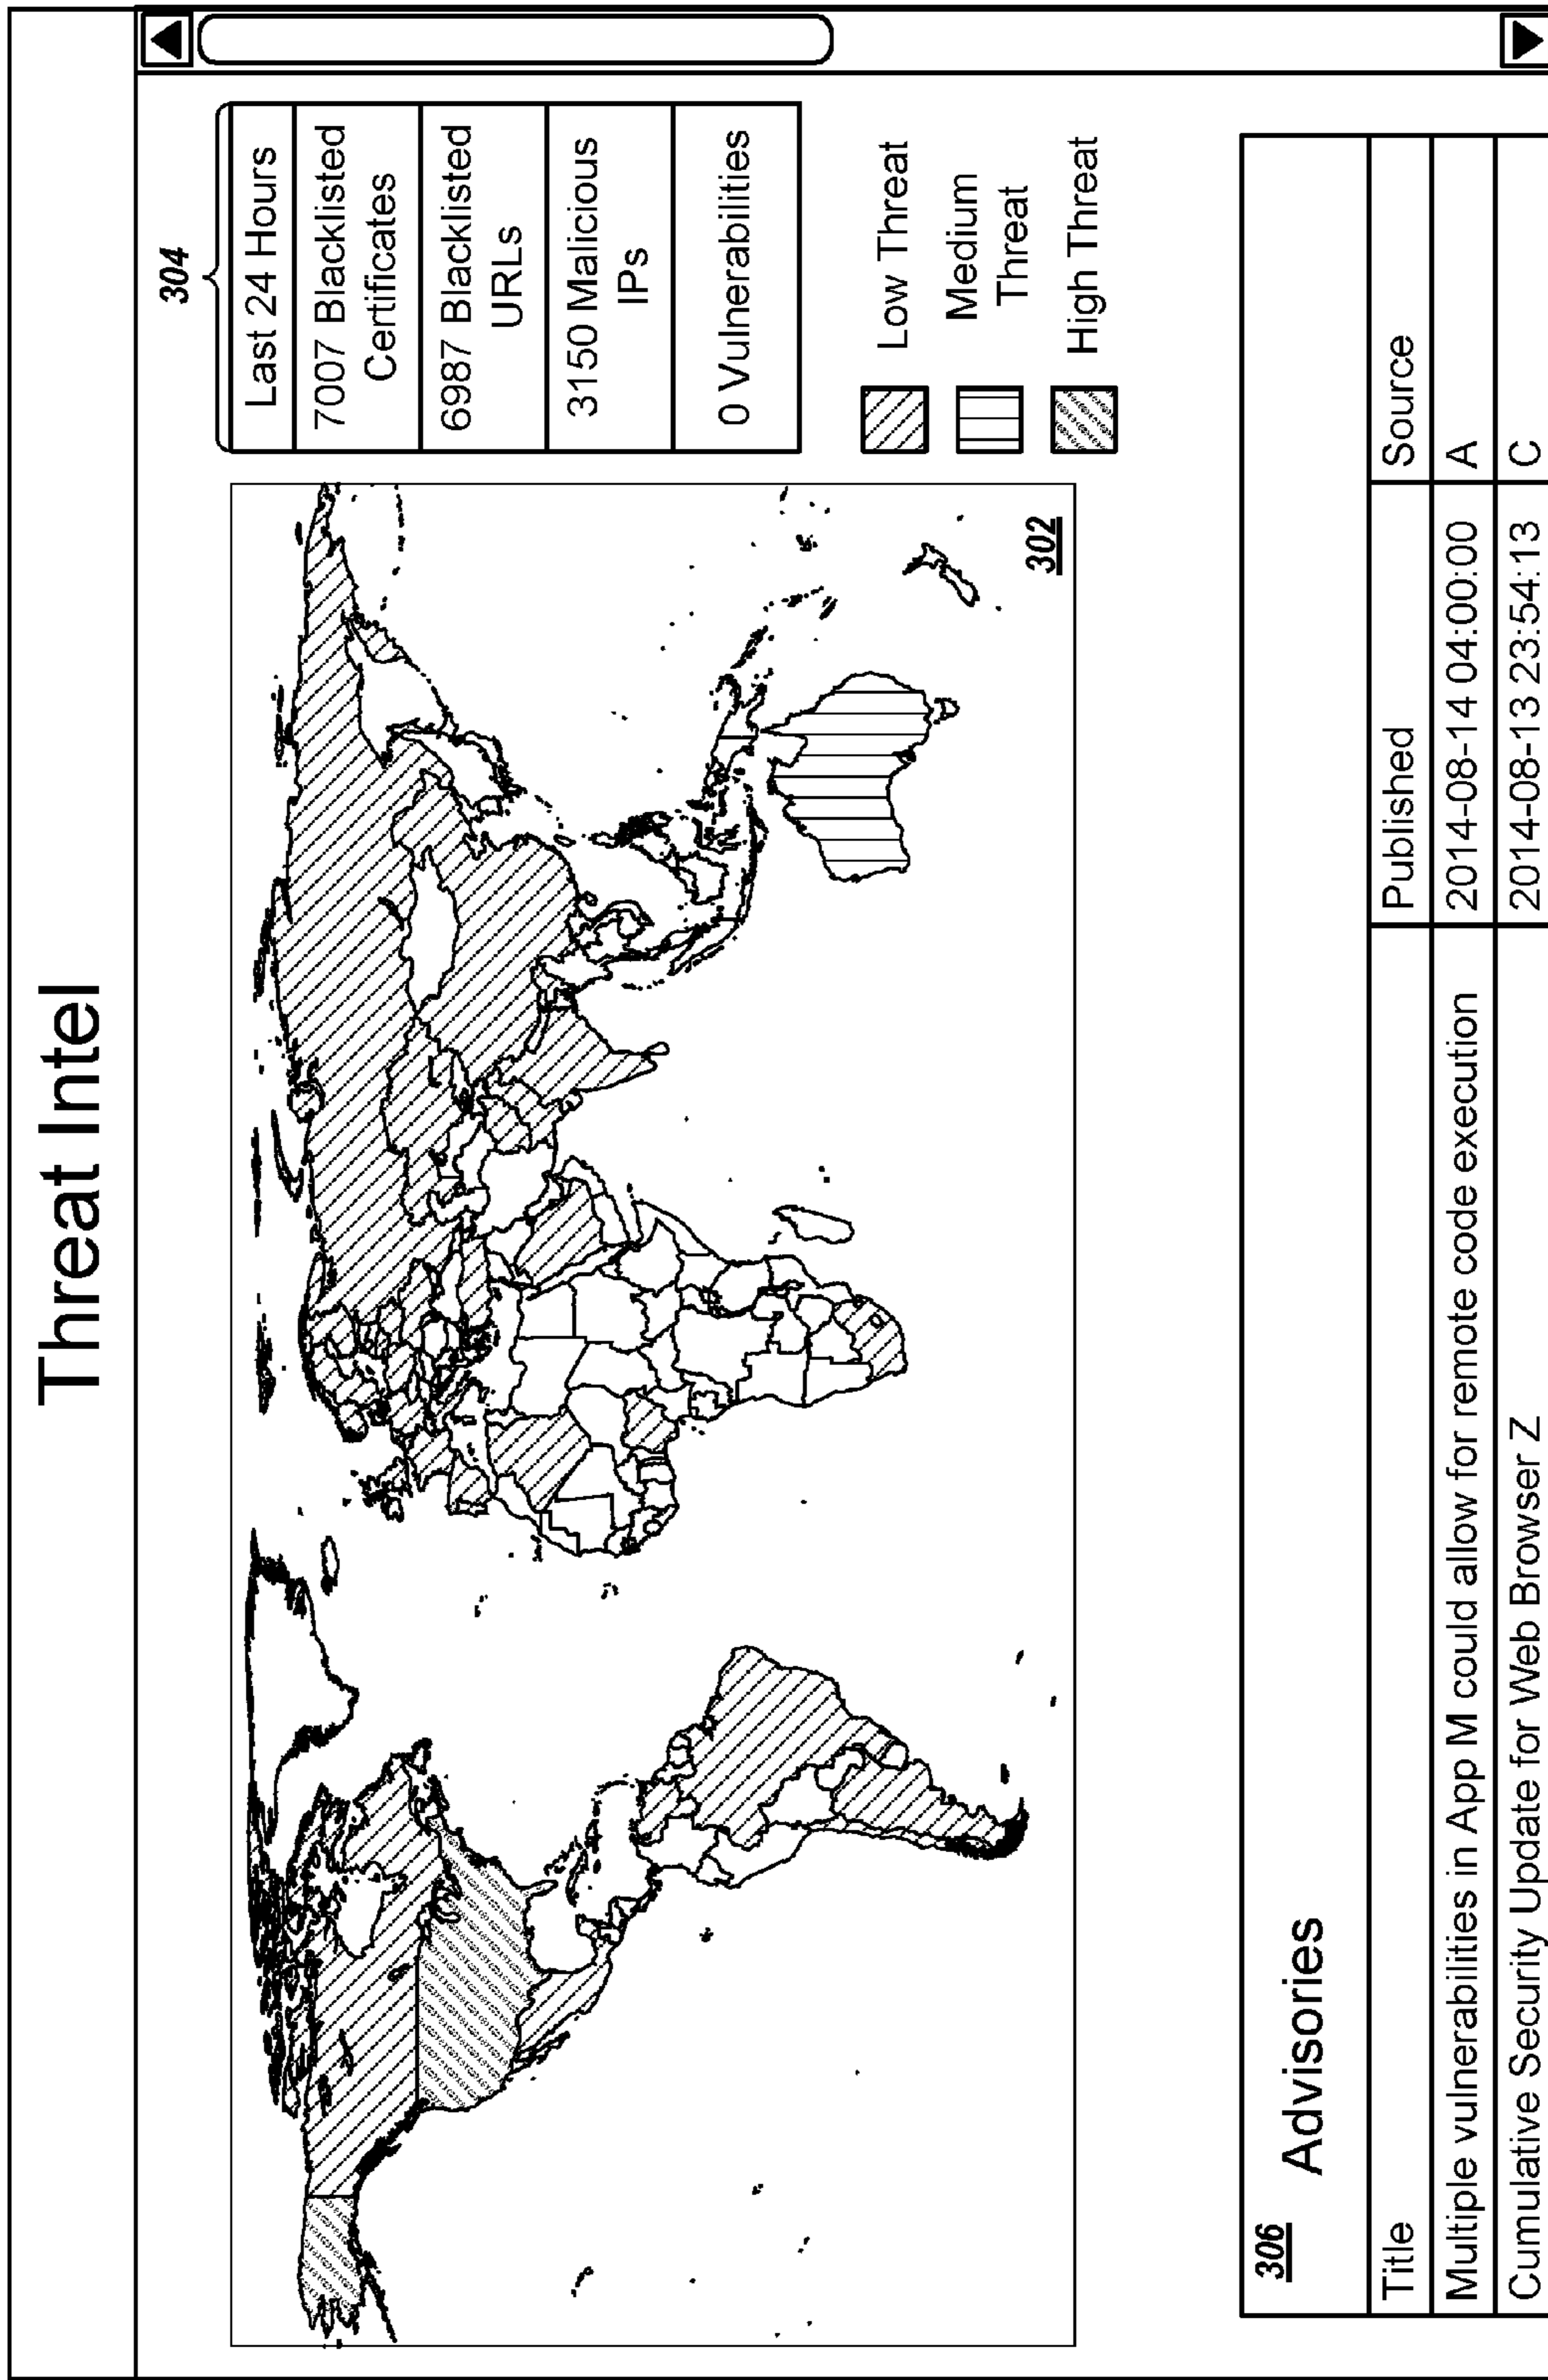 Threat Intel
304
Last 24 Hours
7007 Blacklisted
Certificates
6987 Blacklisted
URLs
3150 Malicious
IPs
0 Vulnerabilities
Low Threat
Medium
Threat
High Threat
302
306 Advisories
Title Published Source
Multiple vulnerabilities in App M could allow for remote code execution 2014-08-14 04:00:00 A
Cumulative Security Update for Web Browser Z 2014-08-13 23:54:13 C